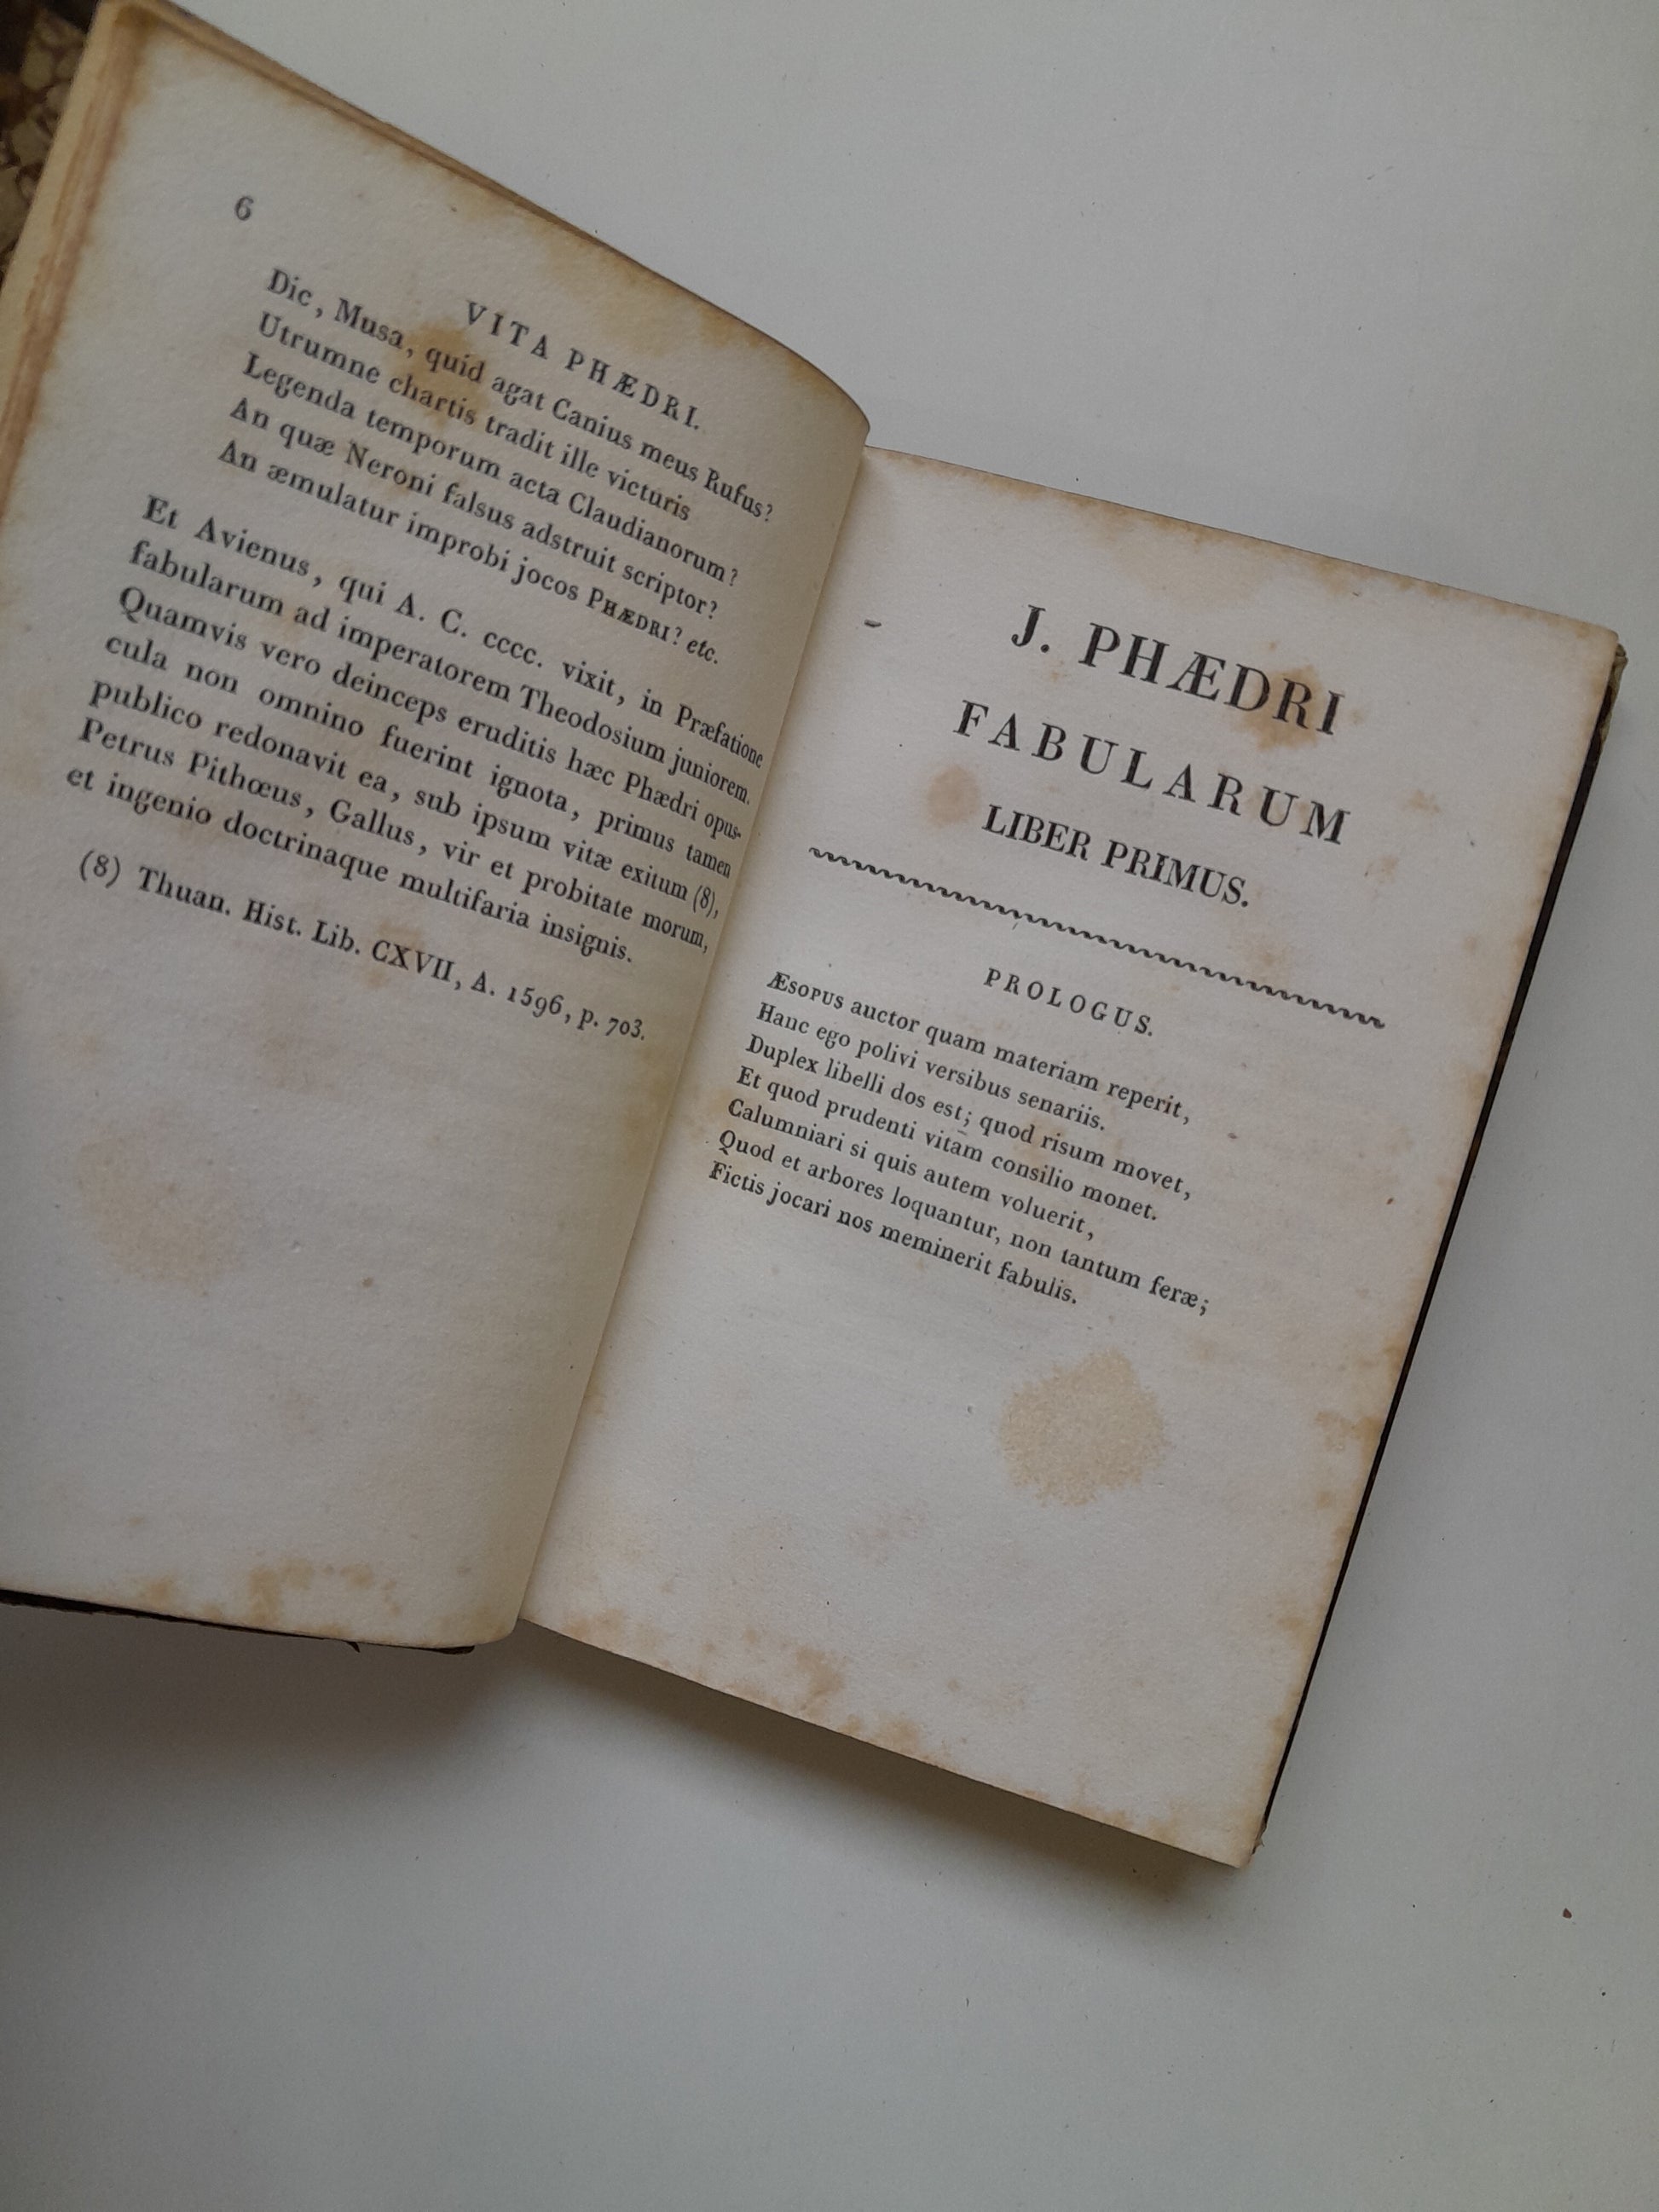 6
VITA PHÆDRI.
Dic, Musa, quid agat Canius meus Rufus?
Utrumne chartis tradit ille victuris
Legenda temporum acta Claudianorum?
An quæ Neroni falsus adstruit scriptor?
An æmulatur improbi jocos PHÆDRI? etc.
Et Avienus, qui A. C. cccc. vixit, in Præfatione
fabularum ad imperatorem Theodosium juniorem.
Quamvis vero deinceps eruditis hæc Phædri opus-
cula non omnino fuerint ignota, primus tamen
publico redonavit ea, sub ipsum vitæ exitum (8),
Petrus Pithœus, Gallus, vir et probitate morum,
et ingenio doctrinaque multifaria insignis.
(8) Thuan. Hist. Lib. CXVII, A. 1596, p. 703.
J. PHÆDRI
FABULARUM
LIBER PRIMUS.
PROLOGUS.
ÆSOPUS auctor quam materiam reperit,
Hanc ego polivi versibus senariis.
Duplex libelli dos est; quod risum movet,
Et quod prudenti vitam consilio monet.
Calumniari si quis autem voluerit,
Quod et arbores loquantur, non tantum feræ;
Fictis jocari nos meminerit fabulis.